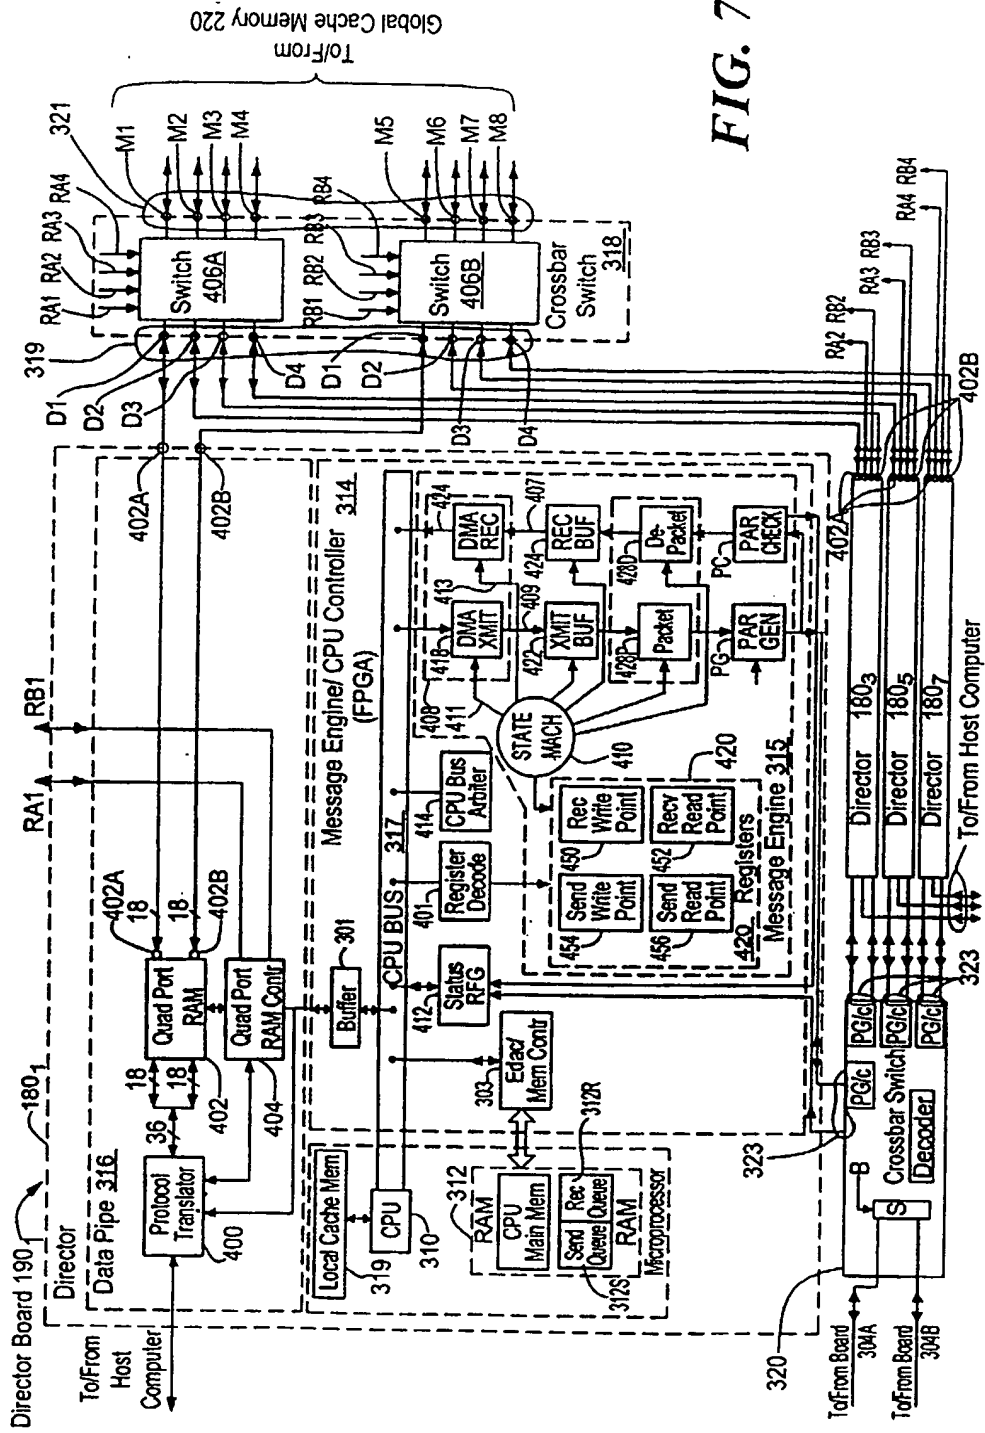 FIG. 7
Director Board 190₁
180₁
Director
Data Pipe 316
To/From
Host
Computer
Protocol
Translator
400
36
18
18
Quad Port
RAM
402
Quad Port
RAM Contr
404
18
402A
18
402B
RA1
RB1
402A
402B
319
D1
D2
D3
D4
D1
D2
D3
D4
RA1
RA2
RA3
RA4
Switch
406A
RB1
RB2
RB3
RB4
Switch
406B
Crossbar
Switch
318
321
M1
M2
M3
M4
M5
M6
M7
M8
To/From
Global Cache Memory 220
Message Engine/ CPU Controller
(FPGA)
314
Buffer
301
CPU BUS
317
Local Cache Mem
319
CPU
310
RAM
312
CPU
Main Mem
Send
Queue
Rec
Queue
312S
312R
RAM
Microprocessor
303
Edac/
Mem Contr
412
Status
RFG
401
Register
Decode
414
CPU Bus
Arbiter
408
411
413
418
DMA
XMIT
DMA
REC
424
409
407
422
XMIT
BUF
424
REC
BUF
STATE
MACH
410
428P
Packet
428D
De-
Packet
PG
PAR
GEN
PC
PAR
CHECK
454
Send
Write
Point
450
Rec
Write
Point
456
Send
Read
Point
452
Recv
Read
Point
420
420 Registers
Message Engine 315
320
To/From Board
304A
To/From Board
304B
S
B
Crossbar Switch
Decoder
323
PG/c
PG/c
PG/c
PG/c
323
Director 180₃
Director 180₅
Director 180₇
To/From Host Computer
402A
402B
RA2
RB2
RA3
RB3
RA4
RB4